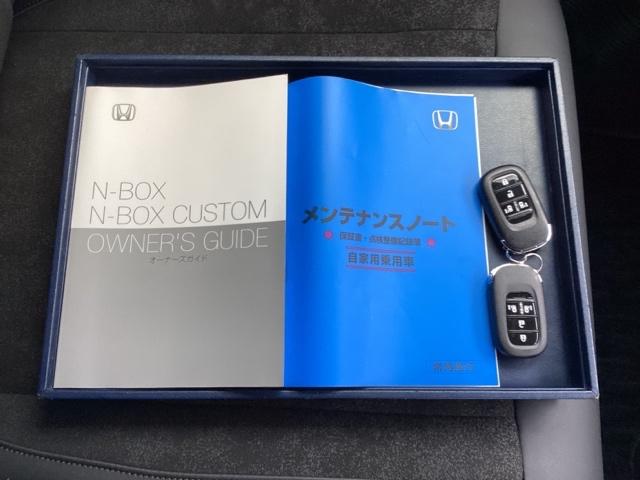 N-BOX
N-BOX CUSTOM
OWNER'S GUIDE
オーナーズガイド
メンテナンスノート
保証書・点検整備記録簿
自家用乗用車